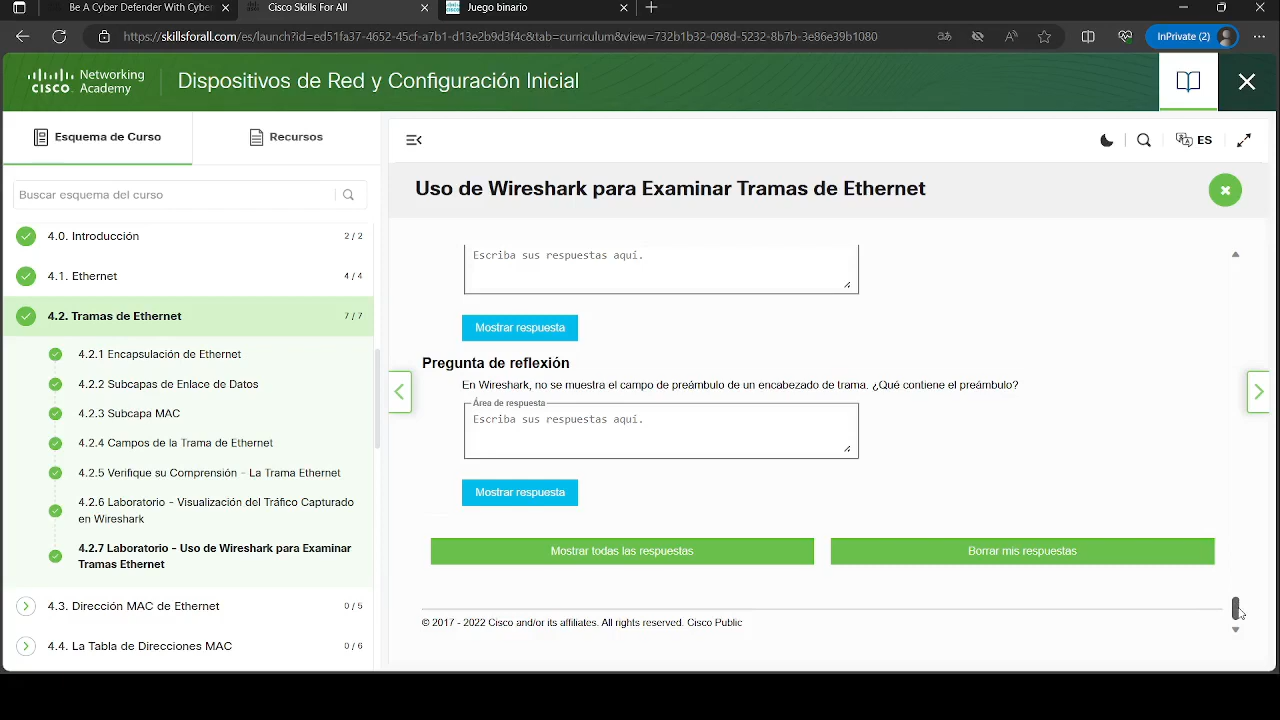 Be A Cyber Defender With Cyber
Cisco Skills For All
Juego binario
https://skillsforall.com/es/launch?id=ed51fa37-4652-45cf-a7b1-d13e2b9d3f4c&tab=curriculum&view=732b1b32-098d-5232-8b7b-3e86e39b1080
InPrivate (2)
Networking
CISCO. Academy
Dispositivos de Red y Configuración Inicial
Esquema de Curso
Recursos
ES
Buscar esquema del curso
Uso de Wireshark para Examinar Tramas de Ethernet
4.0. Introducción 2 / 2
4.1. Ethernet 4 / 4
4.2. Tramas de Ethernet 7 / 7
4.2.1 Encapsulación de Ethernet
4.2.2 Subcapas de Enlace de Datos
4.2.3 Subcapa MAC
4.2.4 Campos de la Trama de Ethernet
4.2.5 Verifique su Comprensión - La Trama Ethernet
4.2.6 Laboratorio - Visualización del Tráfico Capturado
en Wireshark
4.2.7 Laboratorio - Uso de Wireshark para Examinar
Tramas Ethernet
4.3. Dirección MAC de Ethernet 0 / 5
4.4. La Tabla de Direcciones MAC 0 / 6
Escriba sus respuestas aquí.
Mostrar respuesta
Pregunta de reflexión
En Wireshark, no se muestra el campo de preámbulo de un encabezado de trama. ¿Qué contiene el preámbulo?
Área de respuesta
Escriba sus respuestas aquí.
Mostrar respuesta
Mostrar todas las respuestas
Borrar mis respuestas
© 2017 - 2022 Cisco and/or its affiliates. All rights reserved. Cisco Public